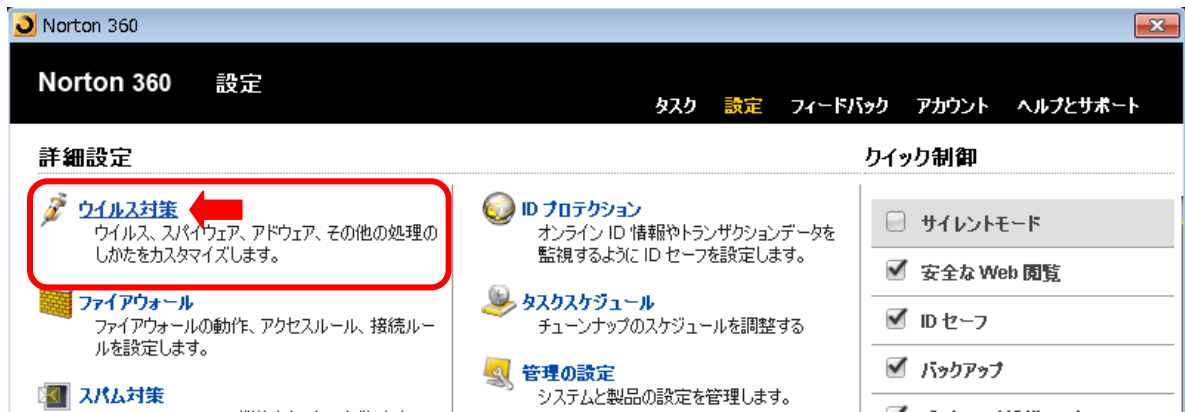 Norton 360
Norton 360 設定
タスク 設定 フィードバック アカウント ヘルプとサポート
詳細設定
ウイルス対策
ウイルス、スパイウェア、アドウェア、その他の処理の
しかたをカスタマイズします。
ファイアウォール
ファイアウォールの動作、アクセスルール、接続ルー
ルを設定します。
スパム対策
ID プロテクション
オンライン ID 情報やトランザクションデータを
監視するように ID セーフを設定します。
タスクスケジュール
チューンナップのスケジュールを調整する
管理の設定
システムと製品の設定を管理します。
クイック制御
サイレントモード
安全な Web 閲覧
ID セーフ
バックアップ